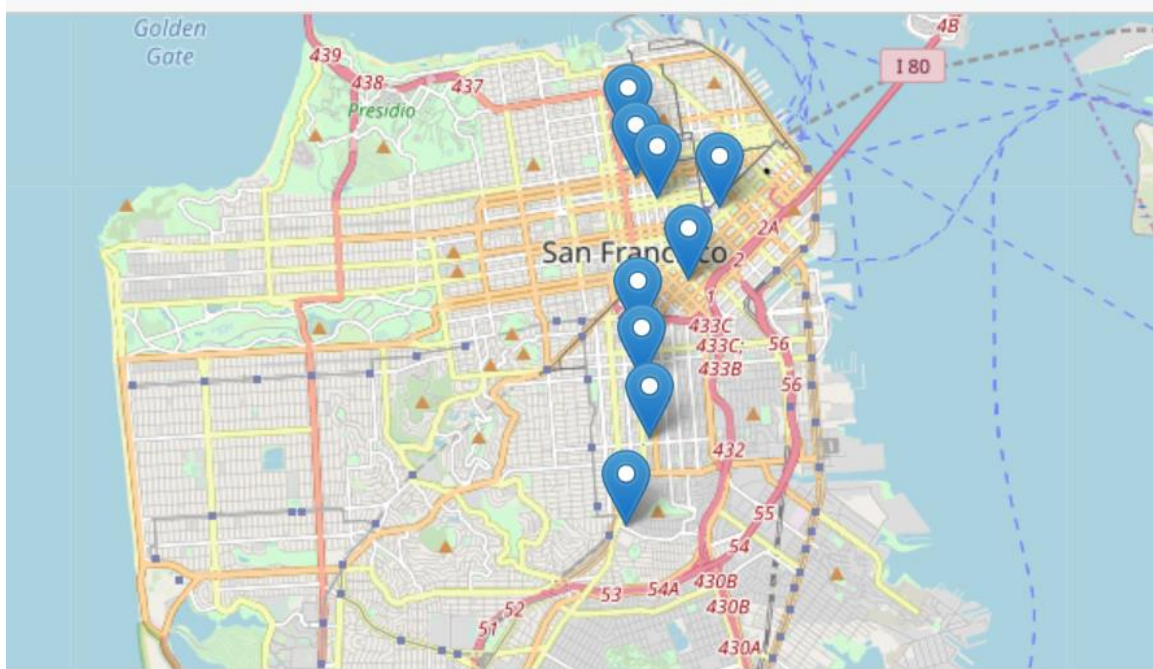 Golden
Gate
4B
439
I 80
438
437
Presidio
2A
San Francisco
2
1
433C
433C;
433B
56
56
432
55
54
430B
54A
53
52
430B
51
430A